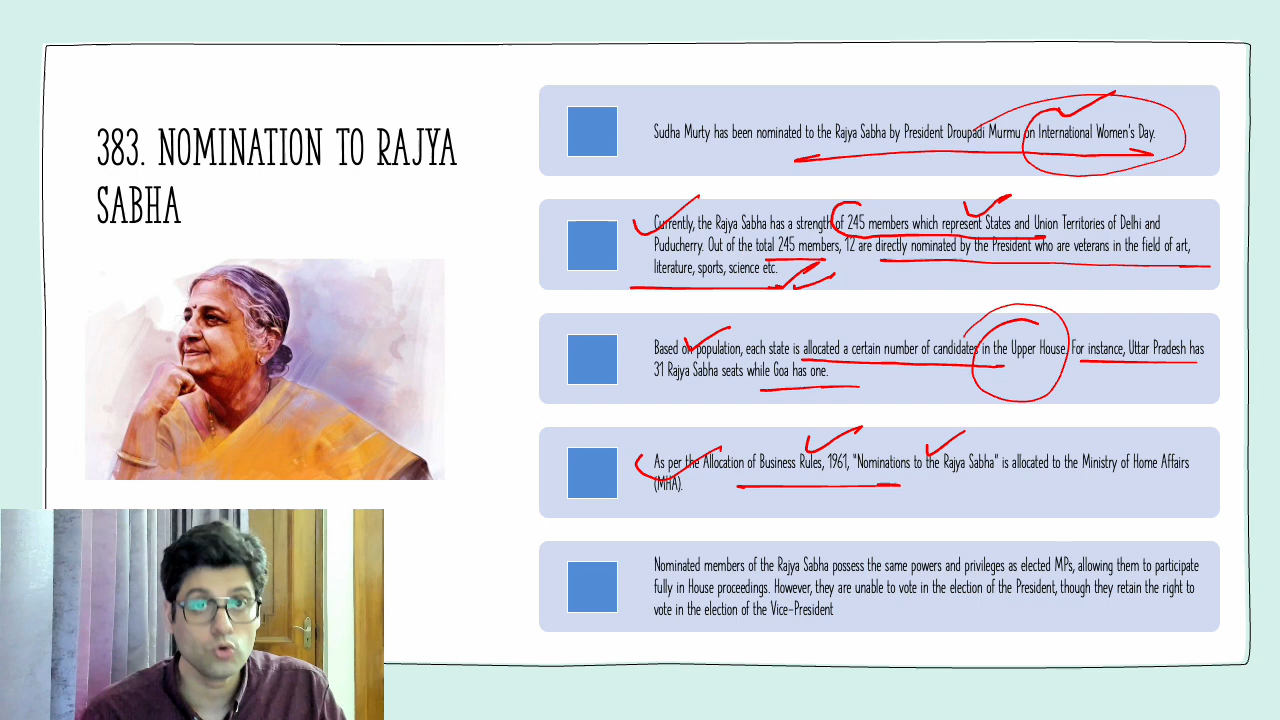 383. NOMINATION TO RAJYA
SABHA
Sudha Murty has been nominated to the Rajya Sabha by President Droupadi Murmu on International Women's Day.
Currently, the Rajya Sabha has a strength of 245 members which represent States and Union Territories of Delhi and
Puducherry. Out of the total 245 members, 12 are directly nominated by the President who are veterans in the field of art,
literature, sports, science etc.
Based on population, each state is allocated a certain number of candidates in the Upper House. For instance, Uttar Pradesh has
31 Rajya Sabha seats while Goa has one.
As per the Allocation of Business Rules, 1961, "Nominations to the Rajya Sabha" is allocated to the Ministry of Home Affairs
(MHA).
Nominated members of the Rajya Sabha possess the same powers and privileges as elected MPs, allowing them to participate
fully in House proceedings. However, they are unable to vote in the election of the President, though they retain the right to
vote in the election of the Vice-President